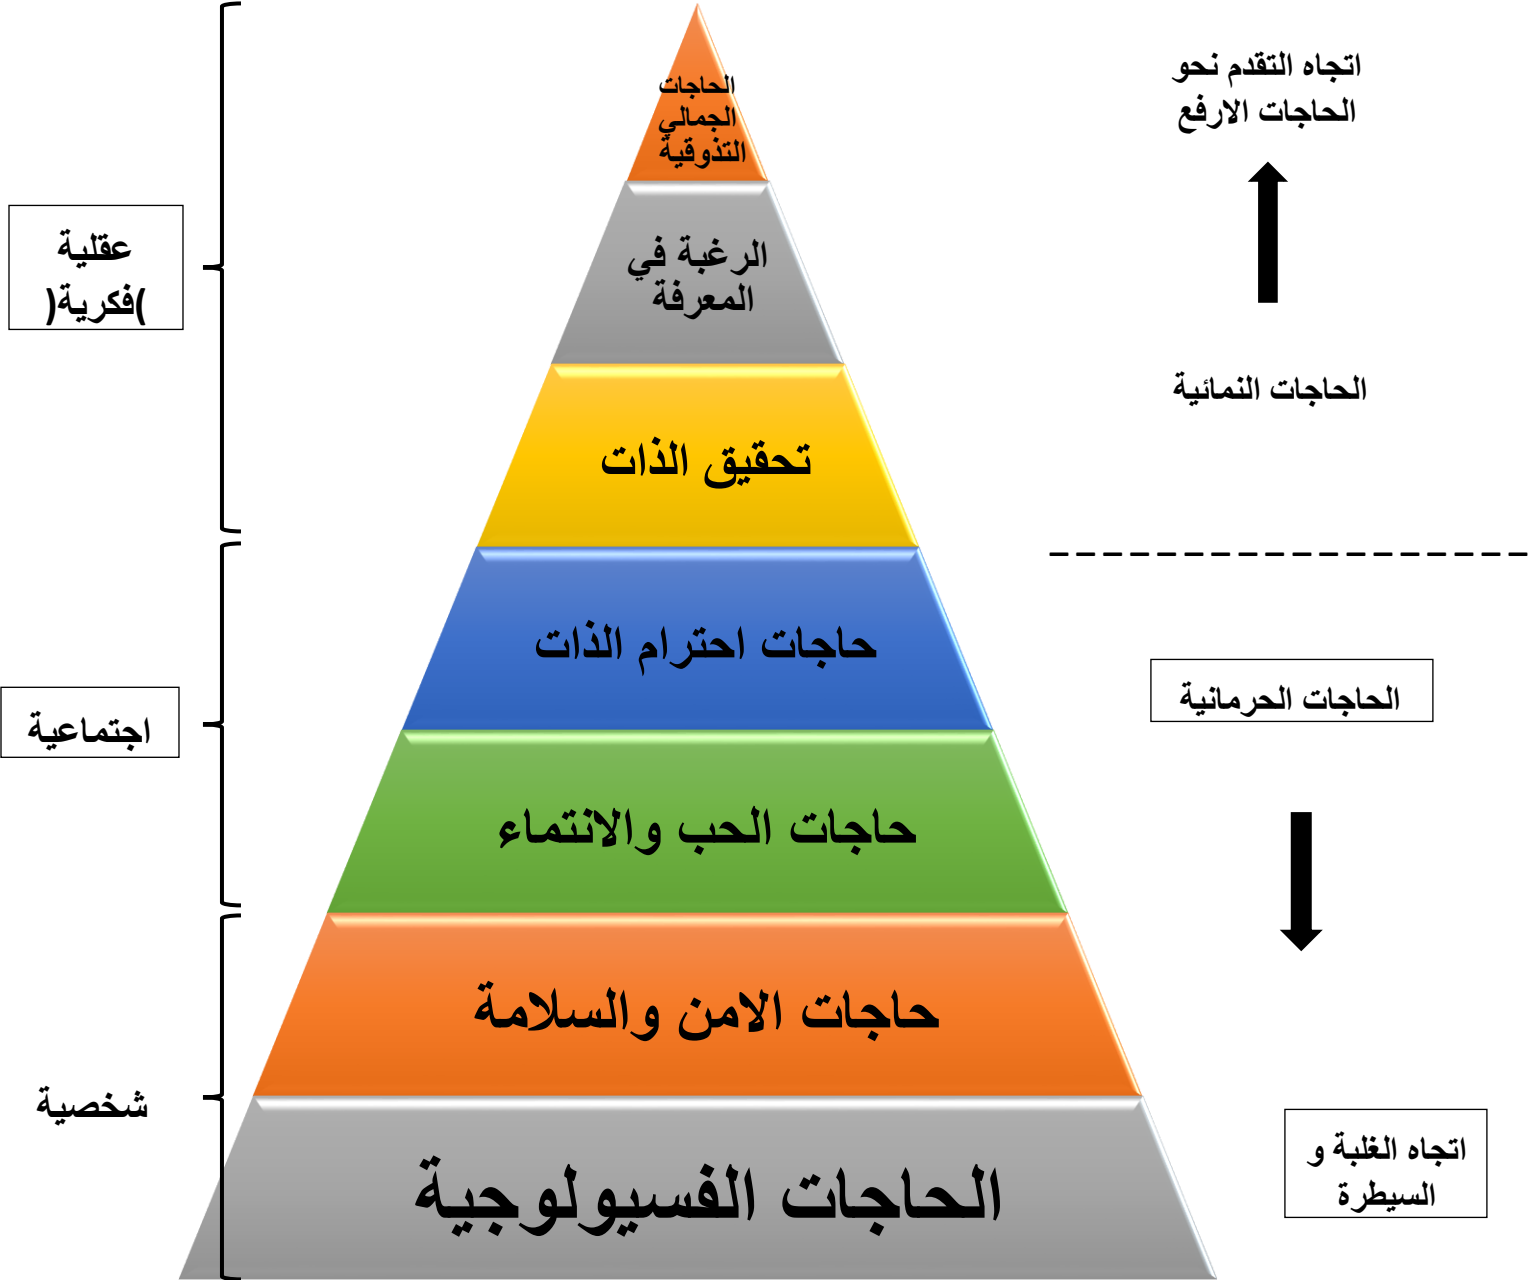 اتجاه التقدم نحو
الحاجات الارفع
الحاجات النمائية
الحاجات الحرمانية
اتجاه الغلبة و
السيطرة
الحاجات
الجمالي
التذوقية
الرغبة في
المعرفة
تحقيق الذات
حاجات احترام الذات
حاجات الحب والانتماء
حاجات الامن والسلامة
الحاجات الفسيولوجية
عقلية
)فكرية(
اجتماعية
شخصية